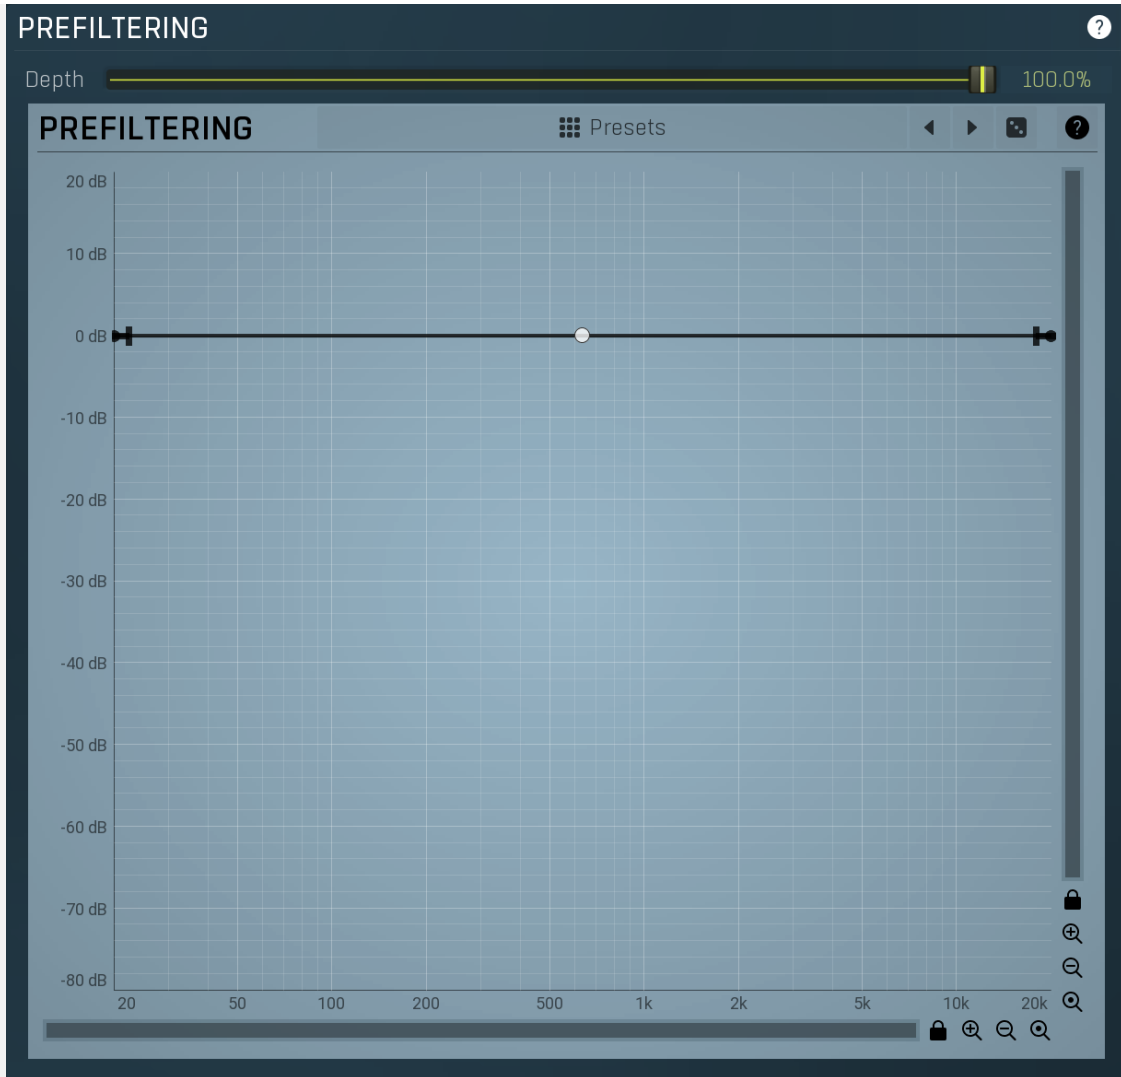 PREFILTERING
?
Depth 100.0%
PREFILTERING Presets ?
20 dB
10 dB
0 dB
-10 dB
-20 dB
-30 dB
-40 dB
-50 dB
-60 dB
-70 dB
-80 dB
20 50 100 200 500 1k 2k 5k 10k 20k